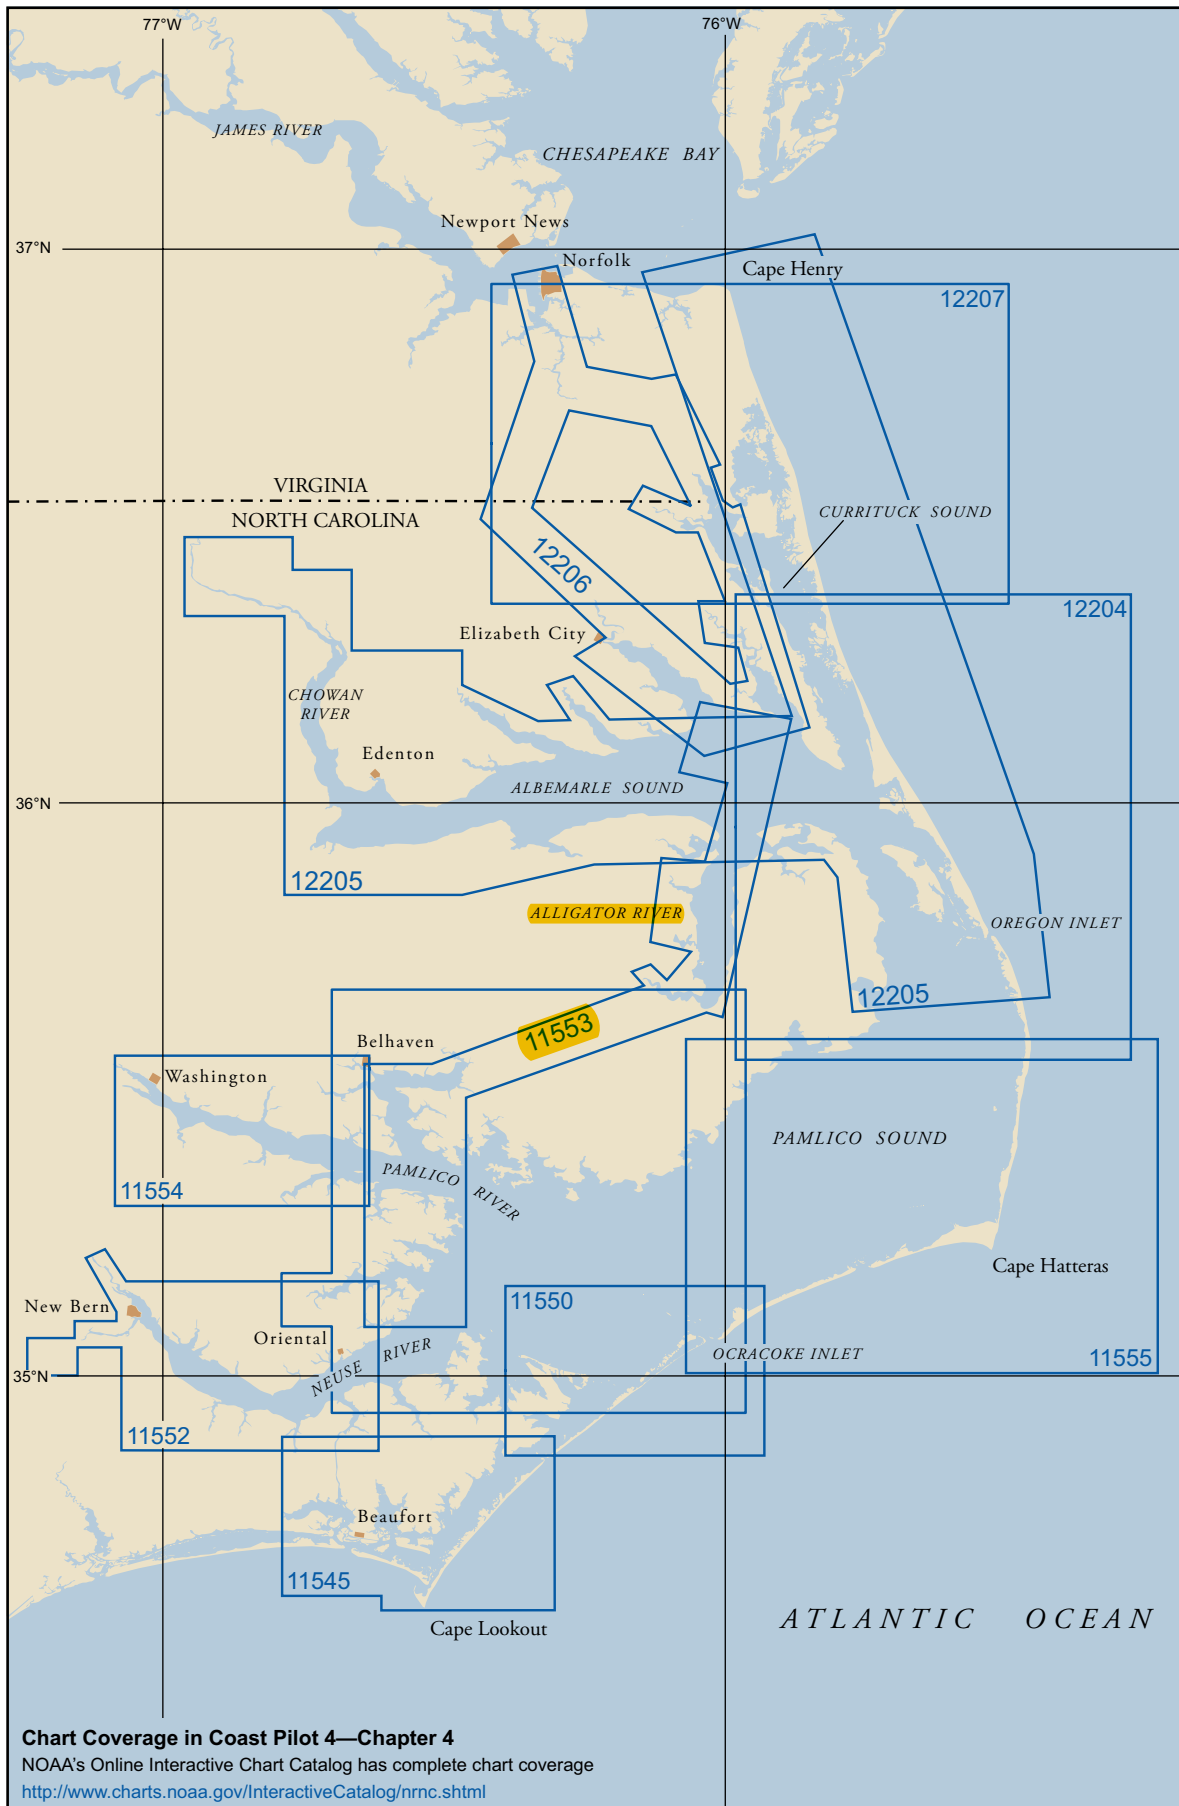 77°W
76°W
JAMES RIVER
CHESAPEAKE BAY
Newport News
37°N
Norfolk
Cape Henry
12207
VIRGINIA
NORTH CAROLINA
CURRITUCK SOUND
12206
12204
Elizabeth City
CHOWAN
RIVER
Edenton
ALBEMARLE SOUND
36°N
12205
ALLIGATOR RIVER
OREGON INLET
12205
11553
Belhaven
Washington
PAMLICO SOUND
PAMLICO RIVER
11554
Cape Hatteras
New Bern
11550
Oriental
NEUSE RIVER
OCRACOKE INLET
11555
35°N
11552
Beaufort
11545
Cape Lookout
ATLANTIC OCEAN
Chart Coverage in Coast Pilot 4—Chapter 4
NOAA's Online Interactive Chart Catalog has complete chart coverage
http://www.charts.noaa.gov/InteractiveCatalog/nrnc.shtml